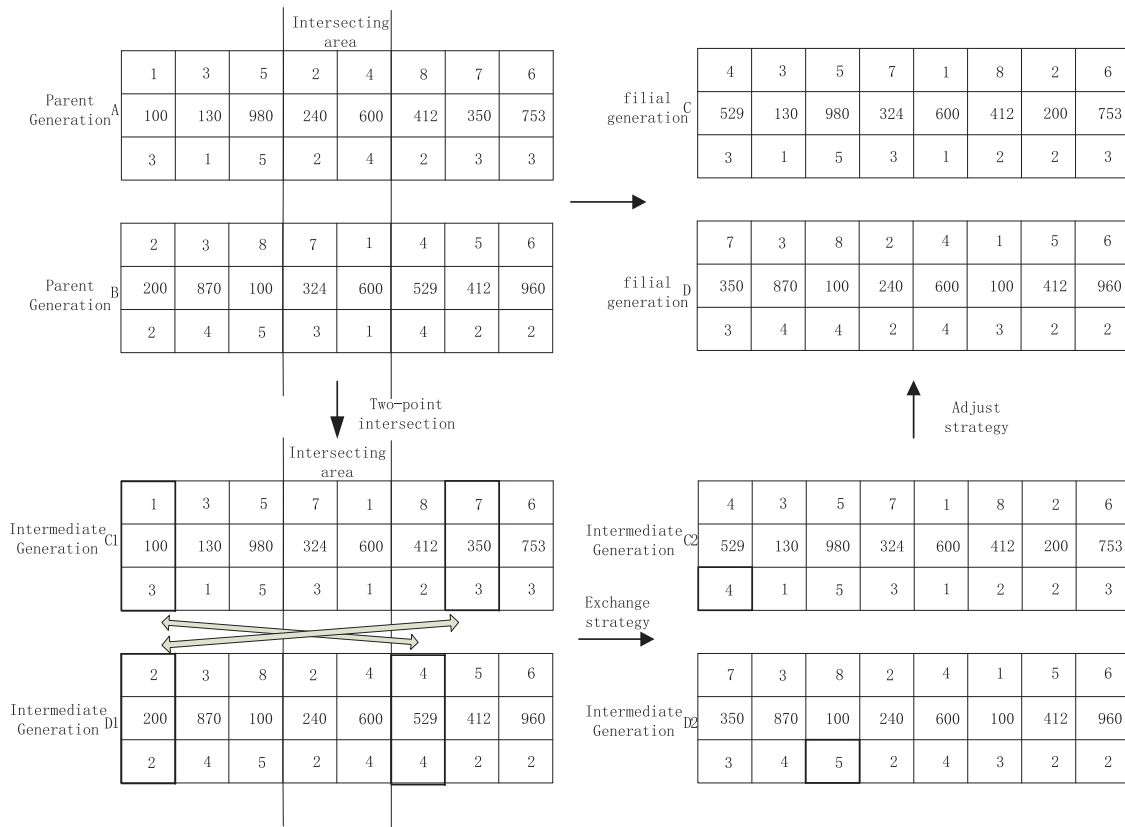 Intersecting
area
1 3 5 2 4 8 7 6
Parent
Generation A
100 130 980 240 600 412 350 753
3 1 5 2 4 2 3 3
2 3 8 7 1 4 5 6
Parent
Generation B
200 870 100 324 600 529 412 960
2 4 5 3 1 4 2 2
4 3 5 7 1 8 2 6
filial
generation C
529 130 980 324 600 412 200 753
3 1 5 3 1 2 2 3
7 3 8 2 4 1 5 6
filial
generation D
350 870 100 240 600 100 412 960
3 4 4 2 4 3 2 2
Two-point
intersection
Adjust
strategy
Intersecting
area
1 3 5 7 1 8 7 6
Intermediate
Generation C1
100 130 980 324 600 412 350 753
3 1 5 3 1 2 3 3
2 3 8 2 4 4 5 6
Intermediate
Generation D1
200 870 100 240 600 529 412 960
2 4 5 2 4 4 2 2
Exchange
strategy
4 3 5 7 1 8 2 6
Intermediate
Generation C2
529 130 980 324 600 412 200 753
4 1 5 3 1 2 2 3
7 3 8 2 4 1 5 6
Intermediate
Generation D2
350 870 100 240 600 100 412 960
3 4 5 2 4 3 2 2